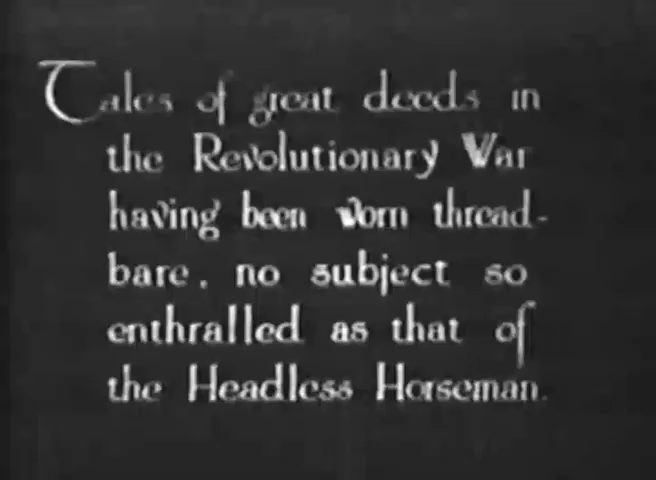 Tales of great deeds in
the Revolutionary War
having been worn thread-
bare, no subject so
enthralled as that of
the Headless Horseman.